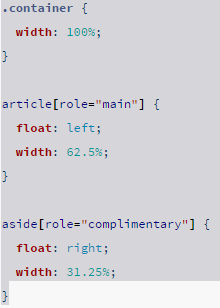 .container {
width: 100%;
}
article[role="main"] {
float: left;
width: 62.5%;
}
aside[role="complimentary"] {
float: right;
width: 31.25%;
}